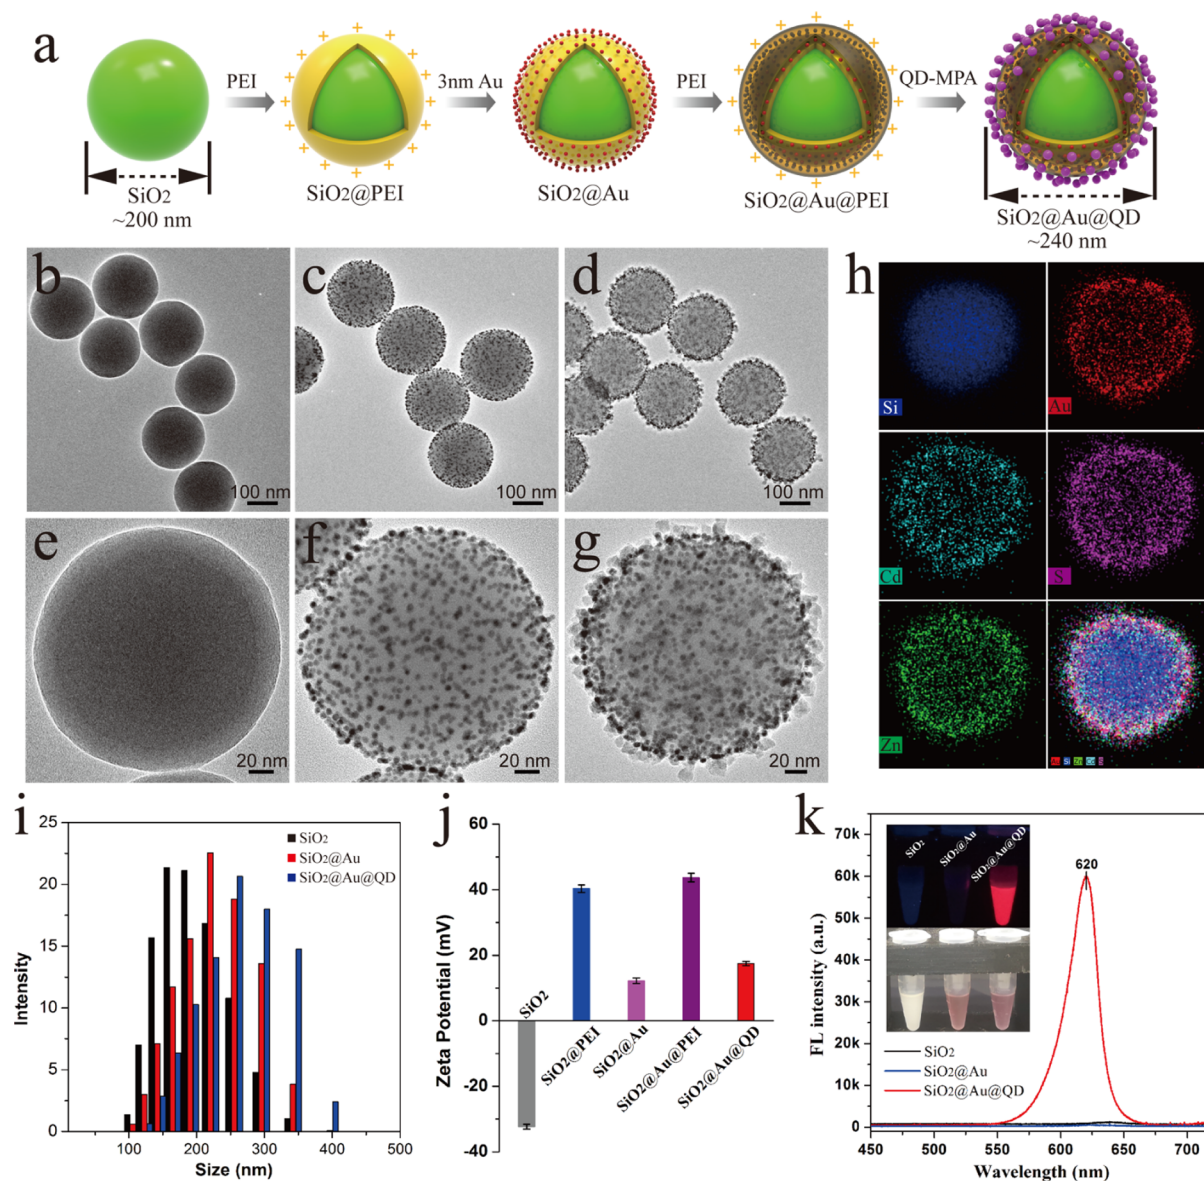 a
PEI
3nm Au
PEI
QD-MPA
SiO2
~200 nm
SiO2@PEI
SiO2@Au
SiO2@Au@PEI
SiO2@Au@QD
~240 nm
b
100 nm
c
100 nm
d
100 nm
e
20 nm
f
20 nm
g
20 nm
h
Si
Au
Cd
S
Zn
Au Si Zn Cd S
i
25
20
15
10
5
0
Intensity
100 200 300 400 500
Size (nm)
SiO2
SiO2@Au
SiO2@Au@QD
j
60
40
20
0
-20
-40
Zeta Potential (mV)
SiO2
SiO2@PEI
SiO2@Au
SiO2@Au@PEI
SiO2@Au@QD
k
70k
60k
50k
40k
30k
20k
10k
0
FL intensity (a.u.)
SiO2
SiO2@Au
SiO2@Au@QD
620
SiO2
SiO2@Au
SiO2@Au@QD
450 500 550 600 650 700
Wavelength (nm)